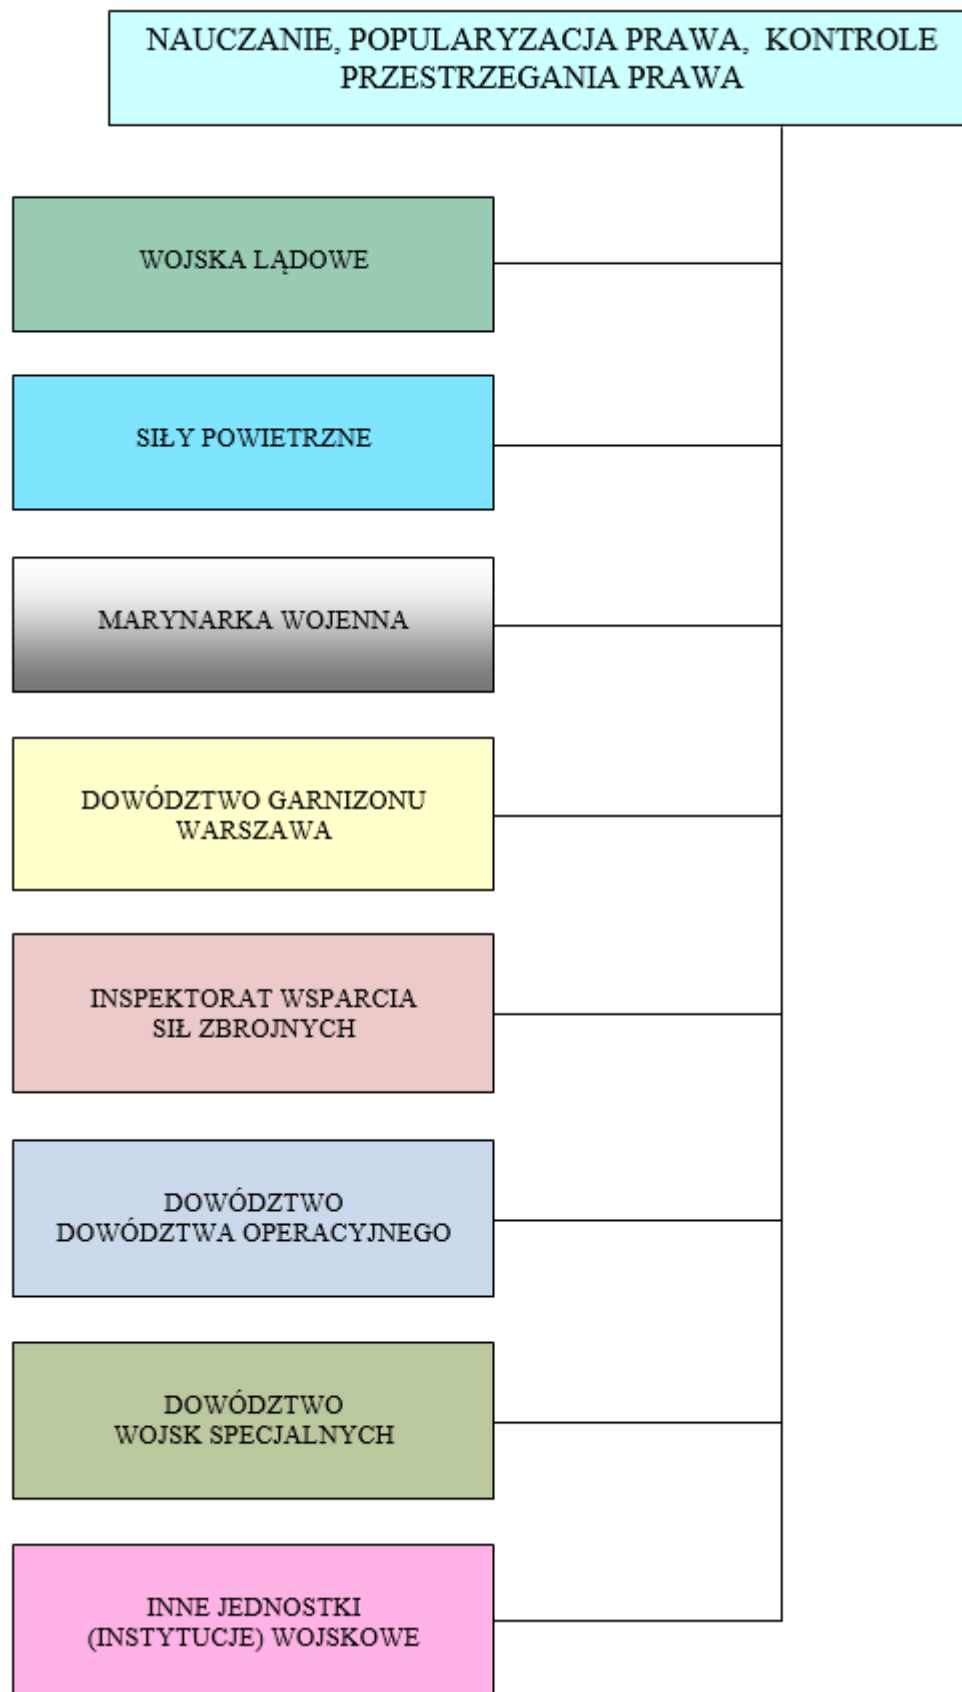 NAUCZANIE, POPULARYZACJA PRAWA, KONTROLE
PRZESTRZEGANIA PRAWA
WOJSKA LĄDOWE
SIŁY POWIETRZNE
MARYNARKA WOJENNA
DOWÓDZTWO GARNIZONU
WARSZAWA
INSPEKTORAT WSPARCIA
SIŁ ZBROJNYCH
DOWÓDZTWO
DOWÓDZTWA OPERACYJNEGO
DOWÓDZTWO
WOJSK SPECJALNYCH
INNE JEDNOSTKI
(INSTYTUCJE) WOJSKOWE